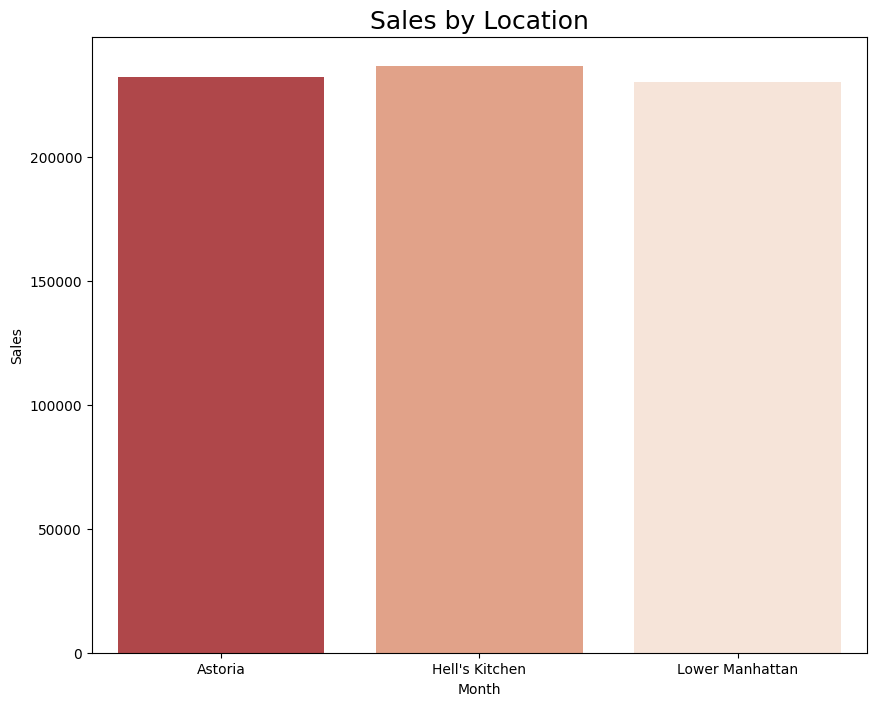 Sales by Location
Sales
200000
150000
100000
50000
0
Astoria Hell's Kitchen Lower Manhattan
Month